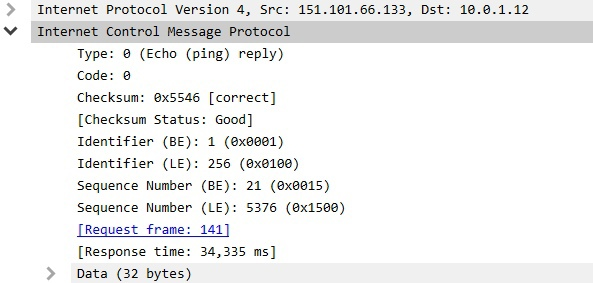 Internet Protocol Version 4, Src: 151.101.66.133, Dst: 10.0.1.12
Internet Control Message Protocol
Type: 0 (Echo (ping) reply)
Code: 0
Checksum: 0x5546 [correct]
[Checksum Status: Good]
Identifier (BE): 1 (0x0001)
Identifier (LE): 256 (0x0100)
Sequence Number (BE): 21 (0x0015)
Sequence Number (LE): 5376 (0x1500)
[Request frame: 141]
[Response time: 34,335 ms]
Data (32 bytes)